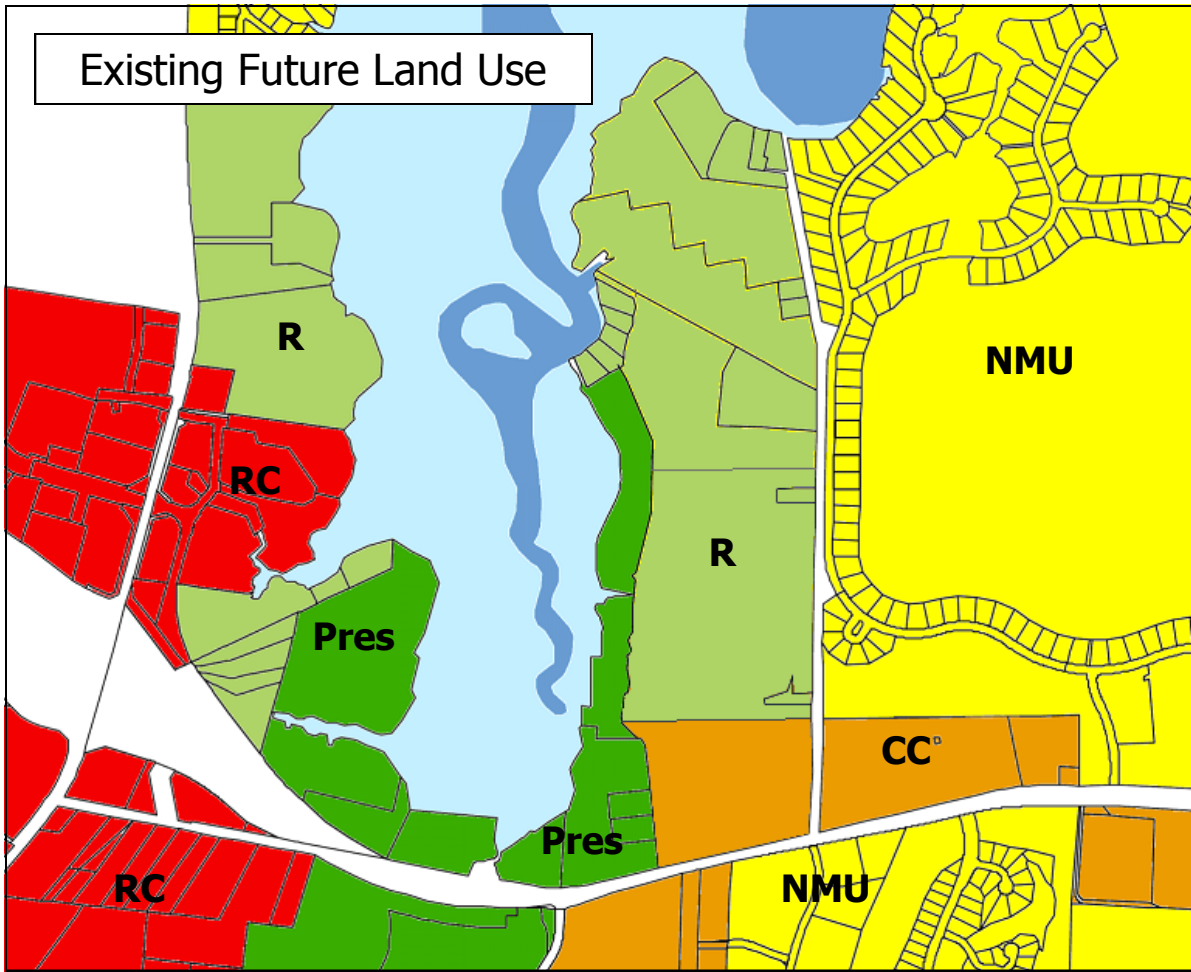 Existing Future Land Use
R
NMU
RC
R
Pres
CC
Pres
RC
NMU